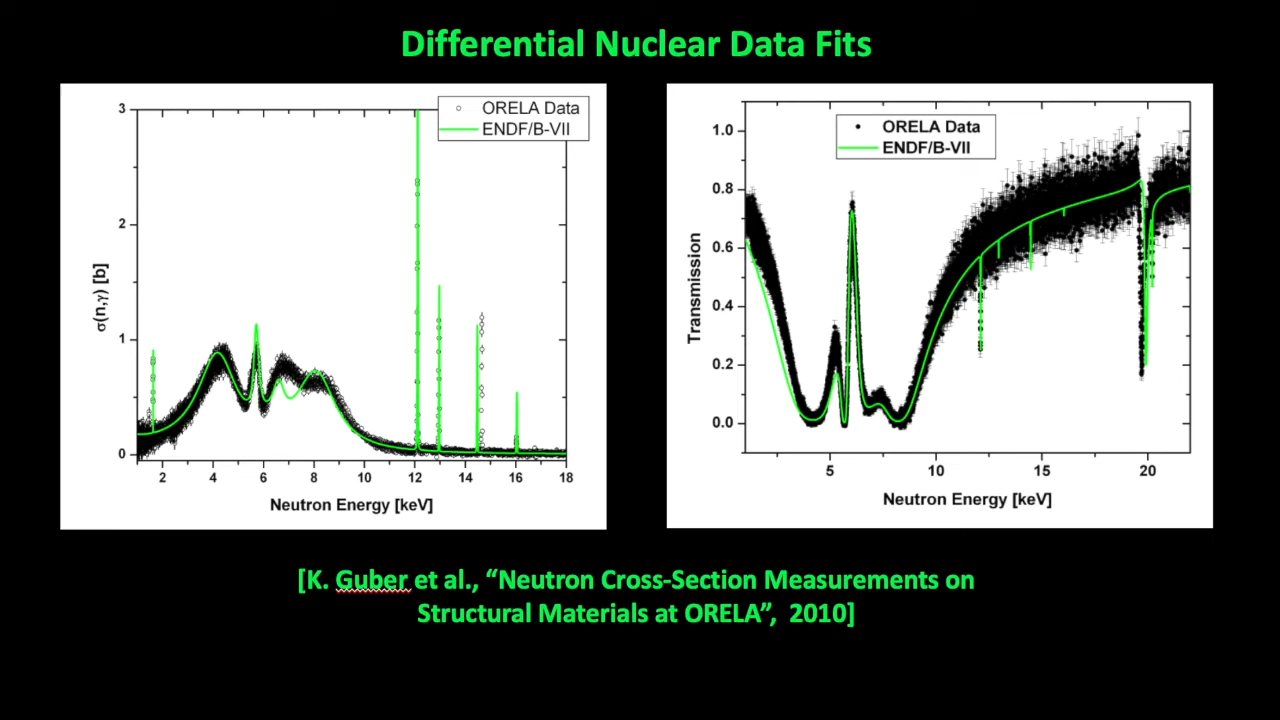 Differential Nuclear Data Fits
ORELA Data
ENDF/B-VII
3
2
1
0
σ(n,γ) [b]
2 4 6 8 10 12 14 16 18
Neutron Energy [keV]
ORELA Data
ENDF/B-VII
1.0
0.8
0.6
0.4
0.2
0.0
Transmission
5 10 15 20
Neutron Energy [keV]
[K. Guber et al., “Neutron Cross-Section Measurements on
Structural Materials at ORELA”, 2010]